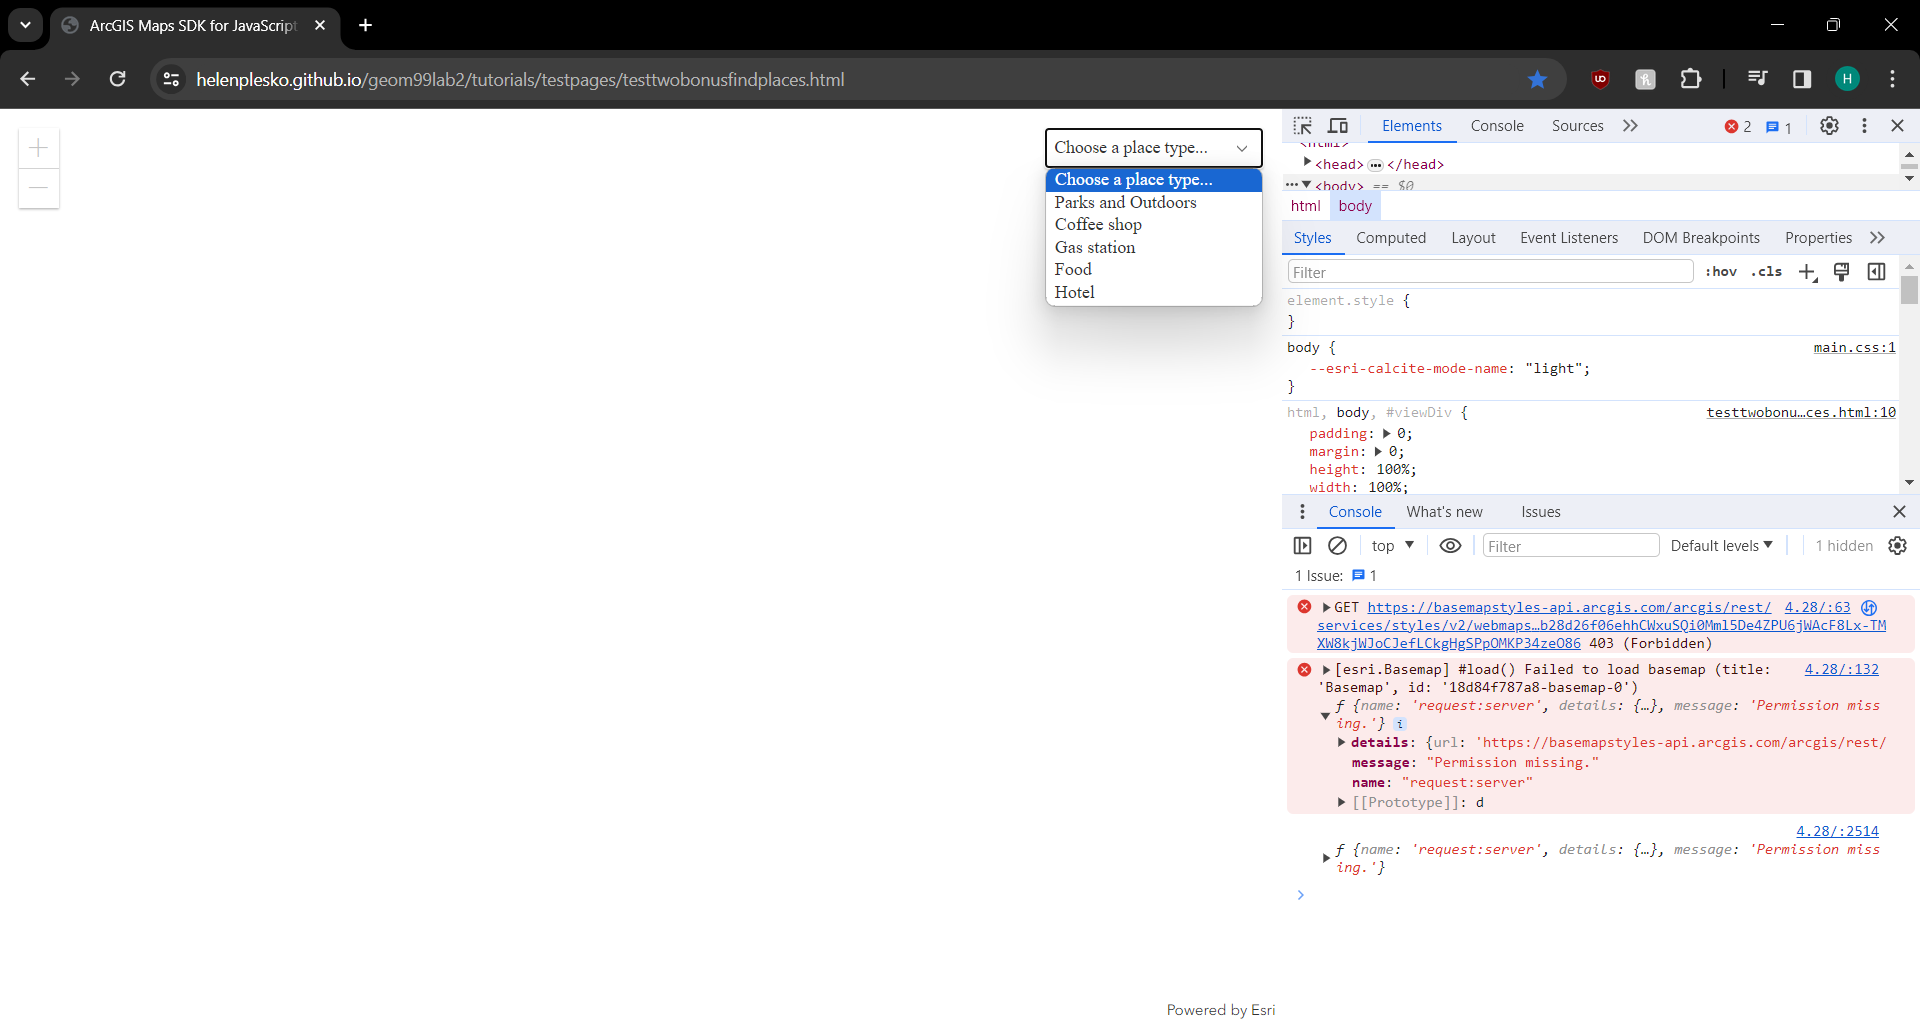 ArcGIS Maps SDK for JavaScript
helenplesko.github.io/geom99lab2/tutorials/testpages/testtwobonusfindplaces.html
H
Choose a place type...
Choose a place type...
Parks and Outdoors
Coffee shop
Gas station
Food
Hotel
Powered by Esri
Elements Console Sources 2 1
<head> ••• </head>
<body> == $0
html body
Styles Computed Layout Event Listeners DOM Breakpoints Properties
Filter :hov .cls
element.style {
}
body { main.css:1
--esri-calcite-mode-name: "light";
}
html, body, #viewDiv { testtwobonu…ces.html:10
padding: 0;
margin: 0;
height: 100%;
width: 100%;
Console What's new Issues
top Filter Default levels 1 hidden
1 Issue: 1
GET https://basemapstyles-api.arcgis.com/arcgis/rest/ 4.28/:63
services/styles/v2/webmaps…b28d26f06ehhCWxuSQi0Mml5De4ZPU6jWAcF8Lx-TM
XW8kjWJoCJefLCkgHgSPpOMKP34zeO86 403 (Forbidden)
[esri.Basemap] #load() Failed to load basemap (title: 4.28/:132
'Basemap', id: '18d84f787a8-basemap-0')
ƒ {name: 'request:server', details: {…}, message: 'Permission miss
ing.'} i
details: {url: 'https://basemapstyles-api.arcgis.com/arcgis/rest/
message: "Permission missing."
name: "request:server"
[[Prototype]]: d
4.28/:2514
ƒ {name: 'request:server', details: {…}, message: 'Permission miss
ing.'}